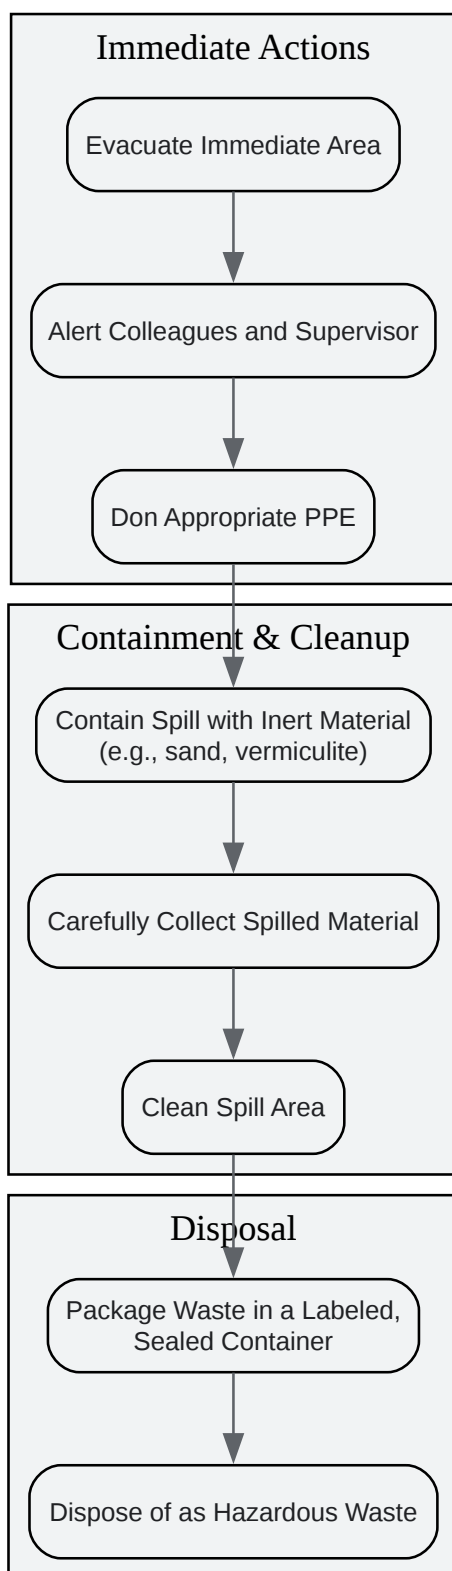 Immediate Actions
Evacuate Immediate Area
Alert Colleagues and Supervisor
Don Appropriate PPE
Containment & Cleanup
Contain Spill with Inert Material
(e.g., sand, vermiculite)
Carefully Collect Spilled Material
Clean Spill Area
Disposal
Package Waste in a Labeled,
Sealed Container
Dispose of as Hazardous Waste